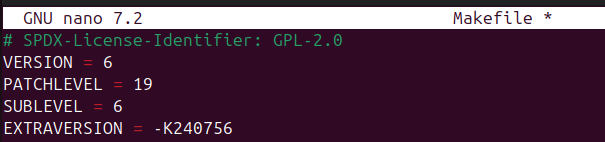 GNU nano 7.2 Makefile *
# SPDX-License-Identifier: GPL-2.0
VERSION = 6
PATCHLEVEL = 19
SUBLEVEL = 6
EXTRAVERSION = -K240756